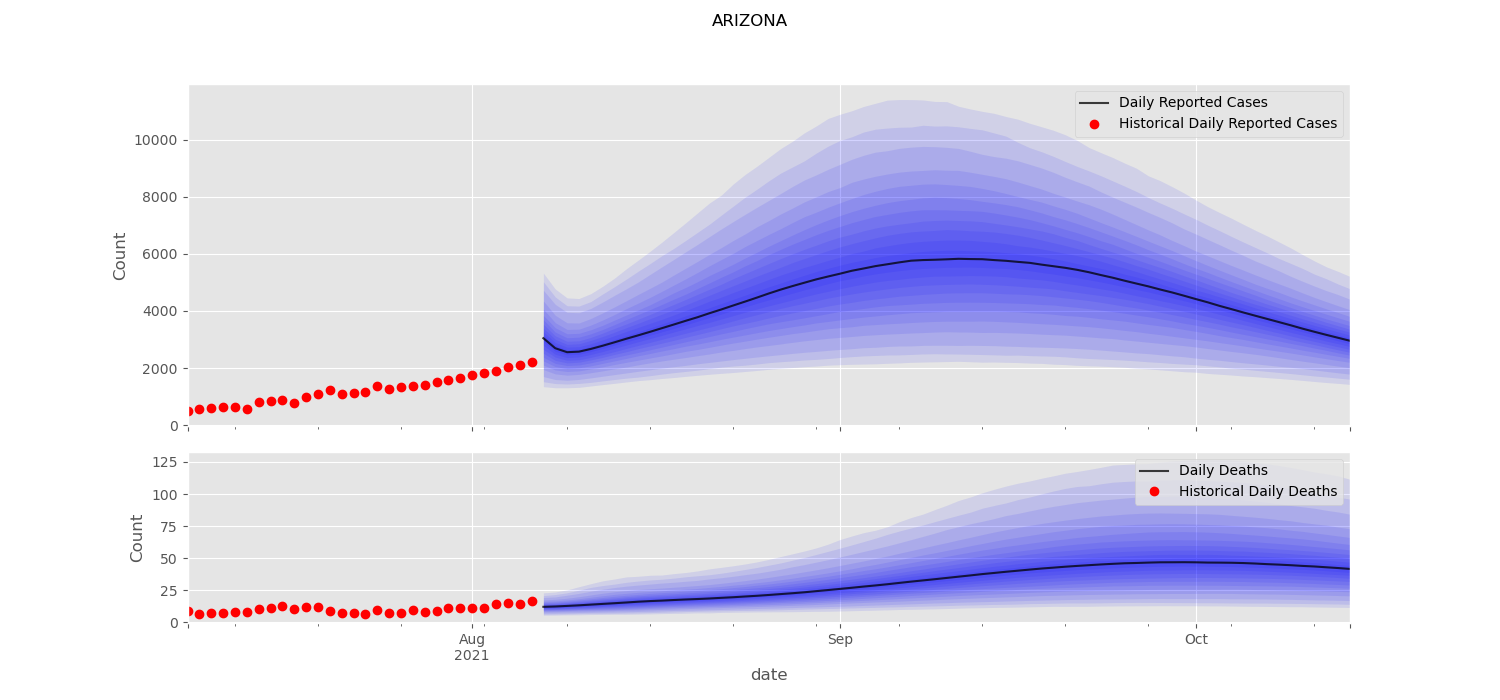 ARIZONA
Daily Reported Cases
Historical Daily Reported Cases
10000
8000
6000
4000
2000
0
Count
Daily Deaths
Historical Daily Deaths
125
100
75
50
25
0
Count
Aug
2021
Sep
Oct
date